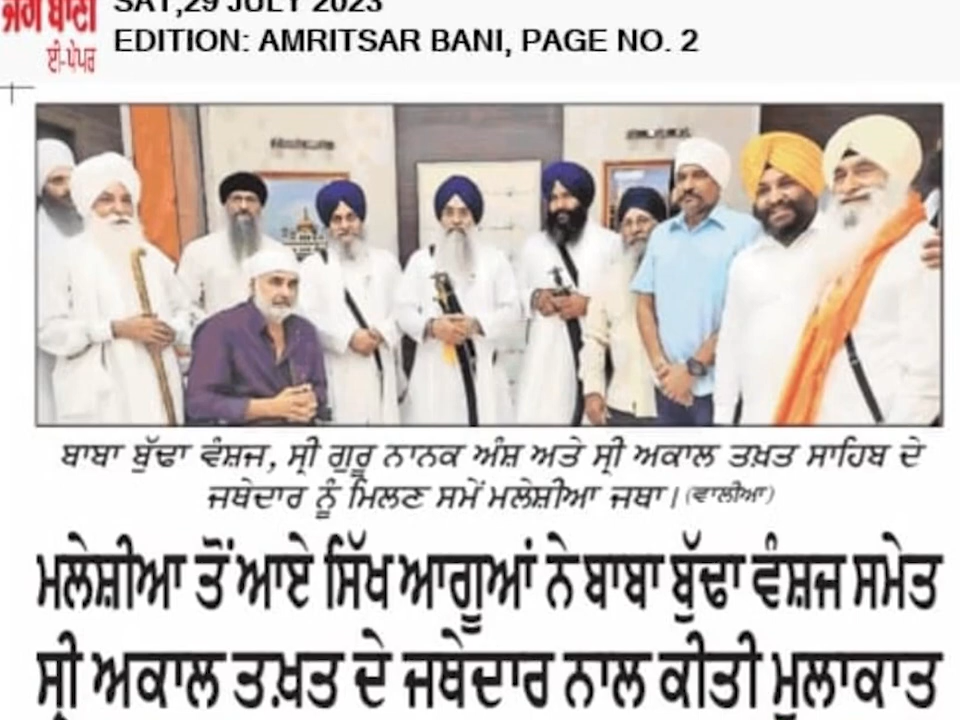 ਜਗ ਬਾਣੀ
ਈ-ਪੇਪਰ
SAT,29 JULY 2023
EDITION: AMRITSAR BANI, PAGE NO. 2
ਬਾਬਾ ਬੁੱਢਾ ਵੰਸ਼ਜ, ਸ੍ਰੀ ਗੁਰੂ ਨਾਨਕ ਅੰਸ਼ ਅਤੇ ਸ੍ਰੀ ਅਕਾਲ ਤਖ਼ਤ ਸਾਹਿਬ ਦੇ
ਜਥੇਦਾਰ ਨੂੰ ਮਿਲਣ ਸਮੇਂ ਮਲੇਸ਼ੀਆ ਜਥਾ। (ਵਾਲੀਆ)
ਮਲੇਸ਼ੀਆ ਤੋਂ ਆਏ ਸਿੱਖ ਆਗੂਆਂ ਨੇ ਬਾਬਾ ਬੁੱਢਾ ਵੰਸ਼ਜ ਸਮੇਤ
ਸ੍ਰੀ ਅਕਾਲ ਤਖ਼ਤ ਦੇ ਜਥੇਦਾਰ ਨਾਲ ਕੀਤੀ ਮੁਲਾਕਾਤ